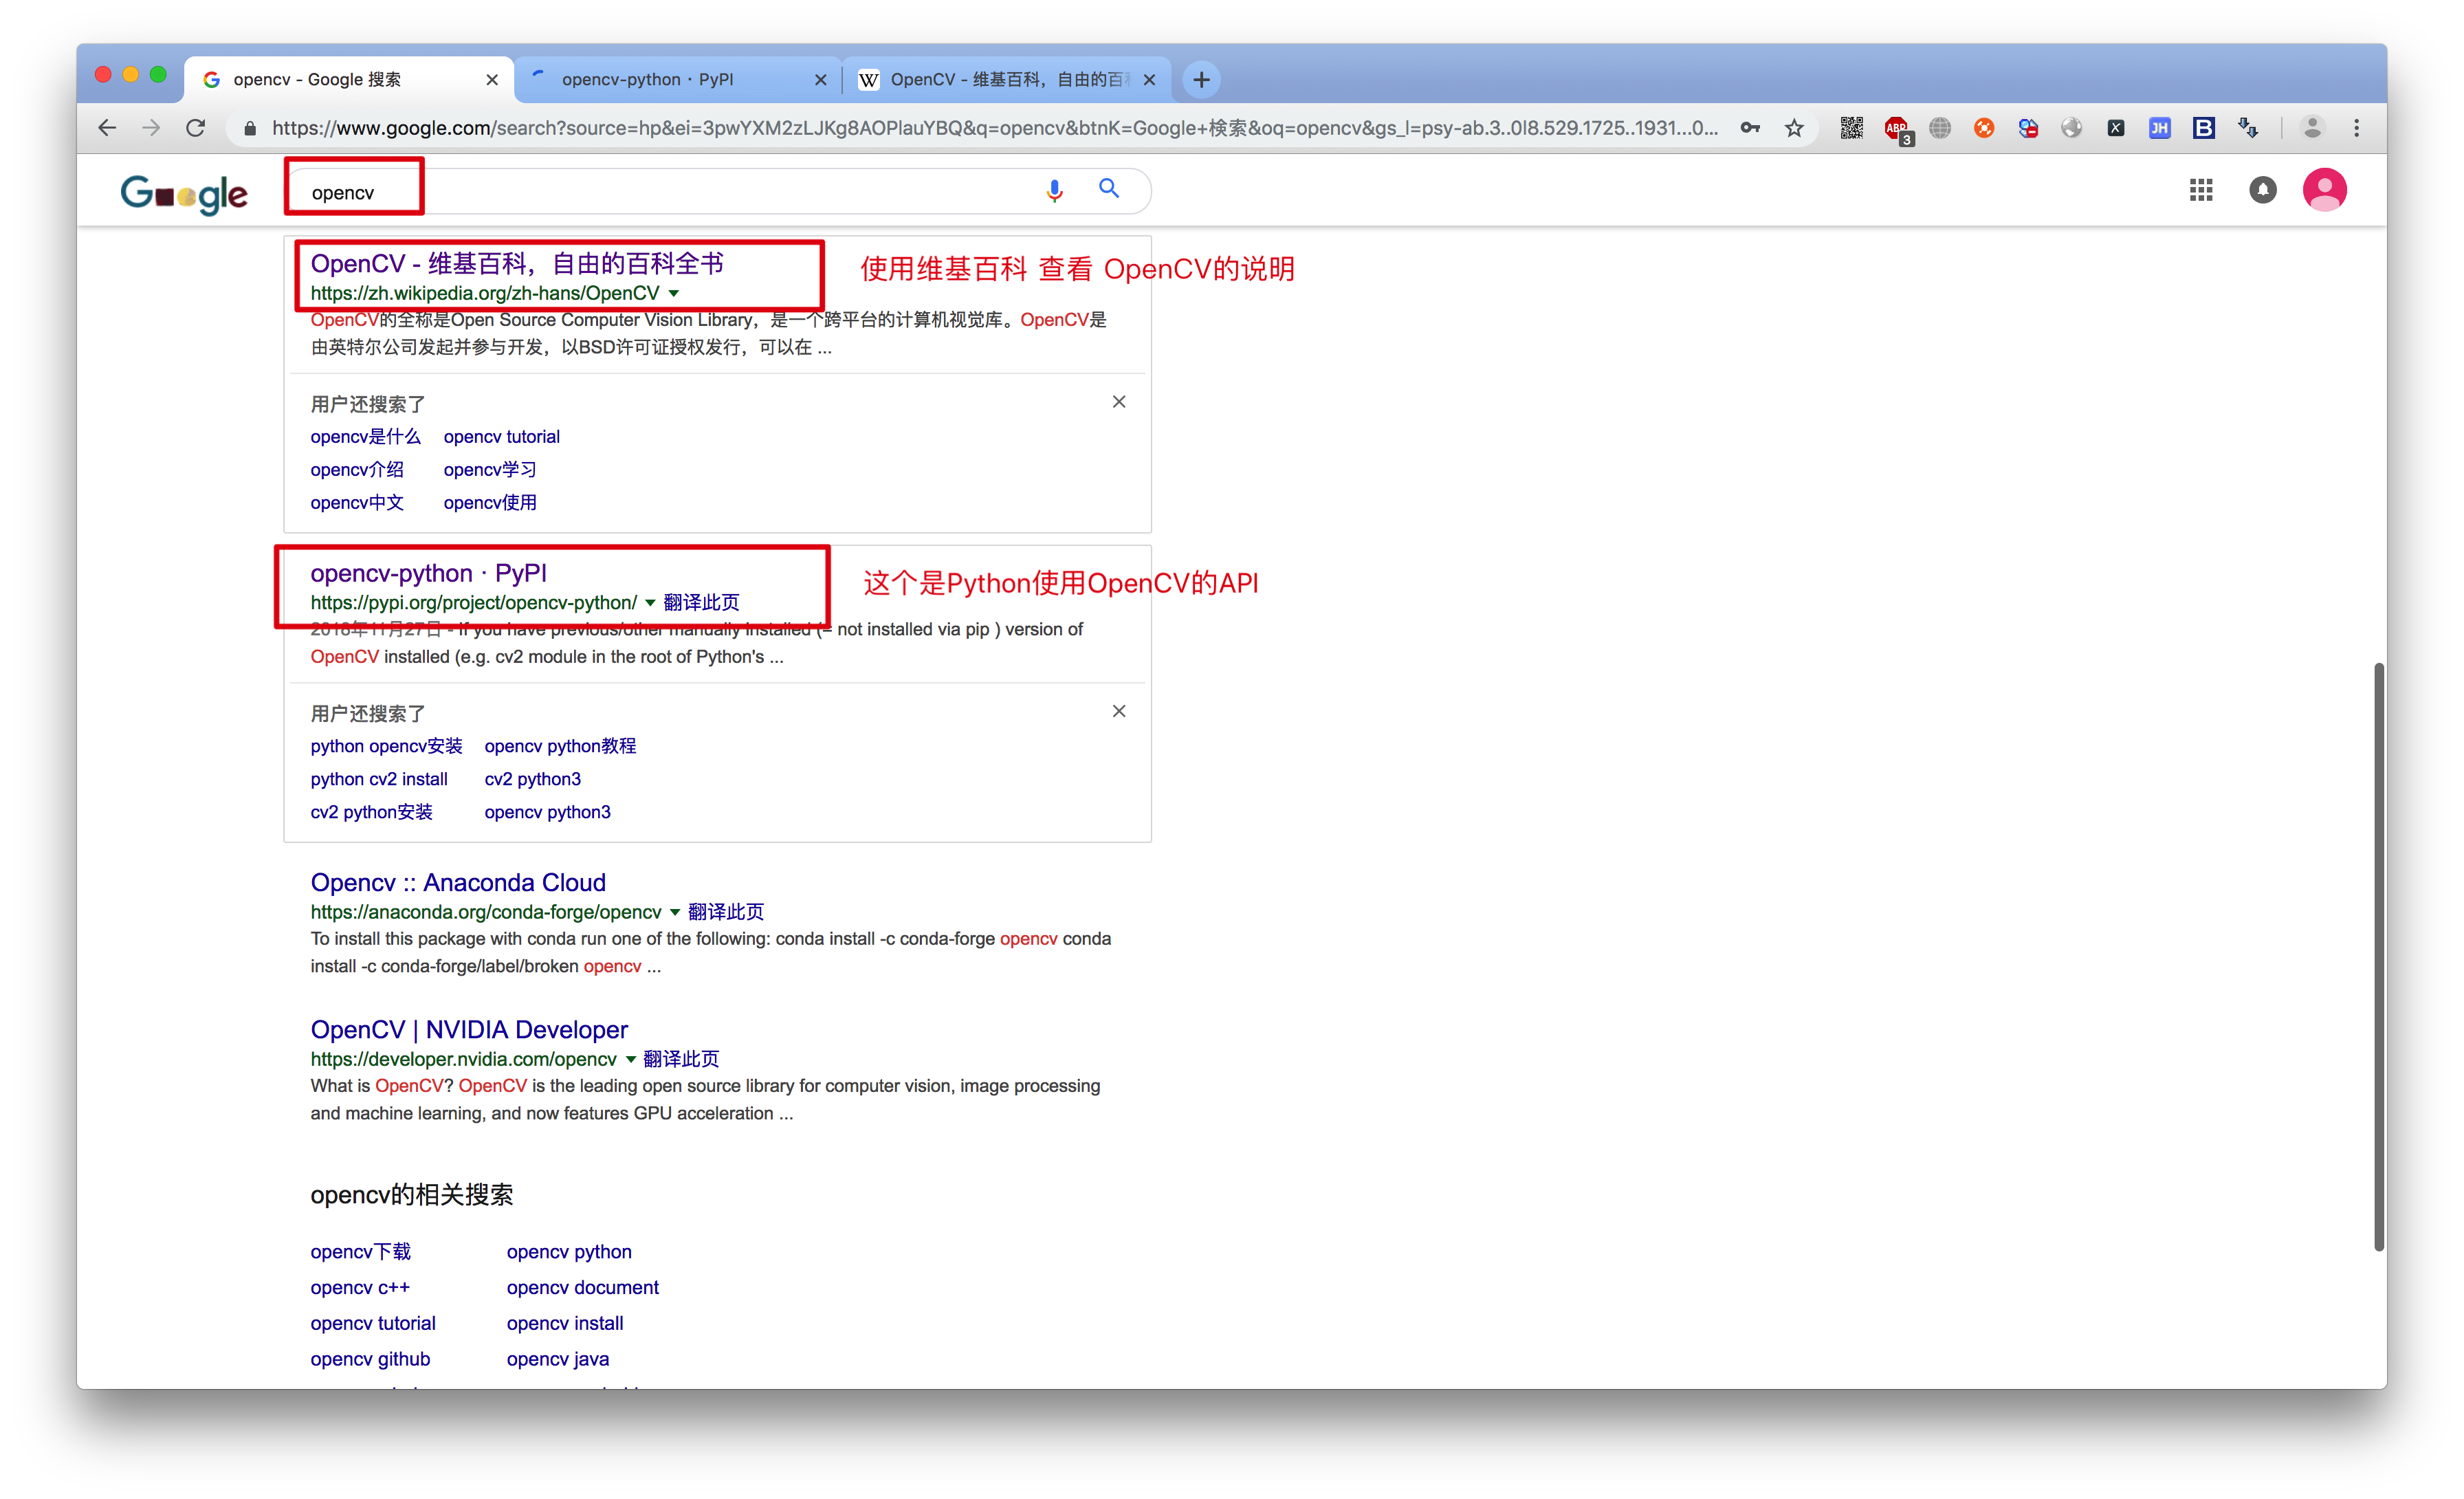 opencv - Google 搜索
opencv-python · PyPI
W OpenCV - 维基百科，自由的百
https://www.google.com/search?source=hp&ei=3pwYXM2zLJKg8AOPlauYBQ&q=opencv&btnK=Google+検索&oq=opencv&gs_l=psy-ab.3..0l8.529.1725..1931...0...
ABP 3
X
JH
B
Google
opencv
OpenCV - 维基百科，自由的百科全书
使用维基百科 查看 OpenCV的说明
https://zh.wikipedia.org/zh-hans/OpenCV
OpenCV的全称是Open Source Computer Vision Library，是一个跨平台的计算机视觉库。OpenCV是
由英特尔公司发起并参与开发，以BSD许可证授权发行，可以在 ...
用户还搜索了
opencv是什么 opencv tutorial
opencv介绍 opencv学习
opencv中文 opencv使用
opencv-python · PyPI
这个是Python使用OpenCV的API
https://pypi.org/project/opencv-python/ 翻译此页
2018年11月27日 - If you have previous/other manually installed (= not installed via pip ) version of
OpenCV installed (e.g. cv2 module in the root of Python's ...
用户还搜索了
python opencv安装 opencv python教程
python cv2 install cv2 python3
cv2 python安装 opencv python3
Opencv :: Anaconda Cloud
https://anaconda.org/conda-forge/opencv 翻译此页
To install this package with conda run one of the following: conda install -c conda-forge opencv conda
install -c conda-forge/label/broken opencv ...
OpenCV | NVIDIA Developer
https://developer.nvidia.com/opencv 翻译此页
What is OpenCV? OpenCV is the leading open source library for computer vision, image processing
and machine learning, and now features GPU acceleration ...
opencv的相关搜索
opencv下载 opencv python
opencv c++ opencv document
opencv tutorial opencv install
opencv github opencv java